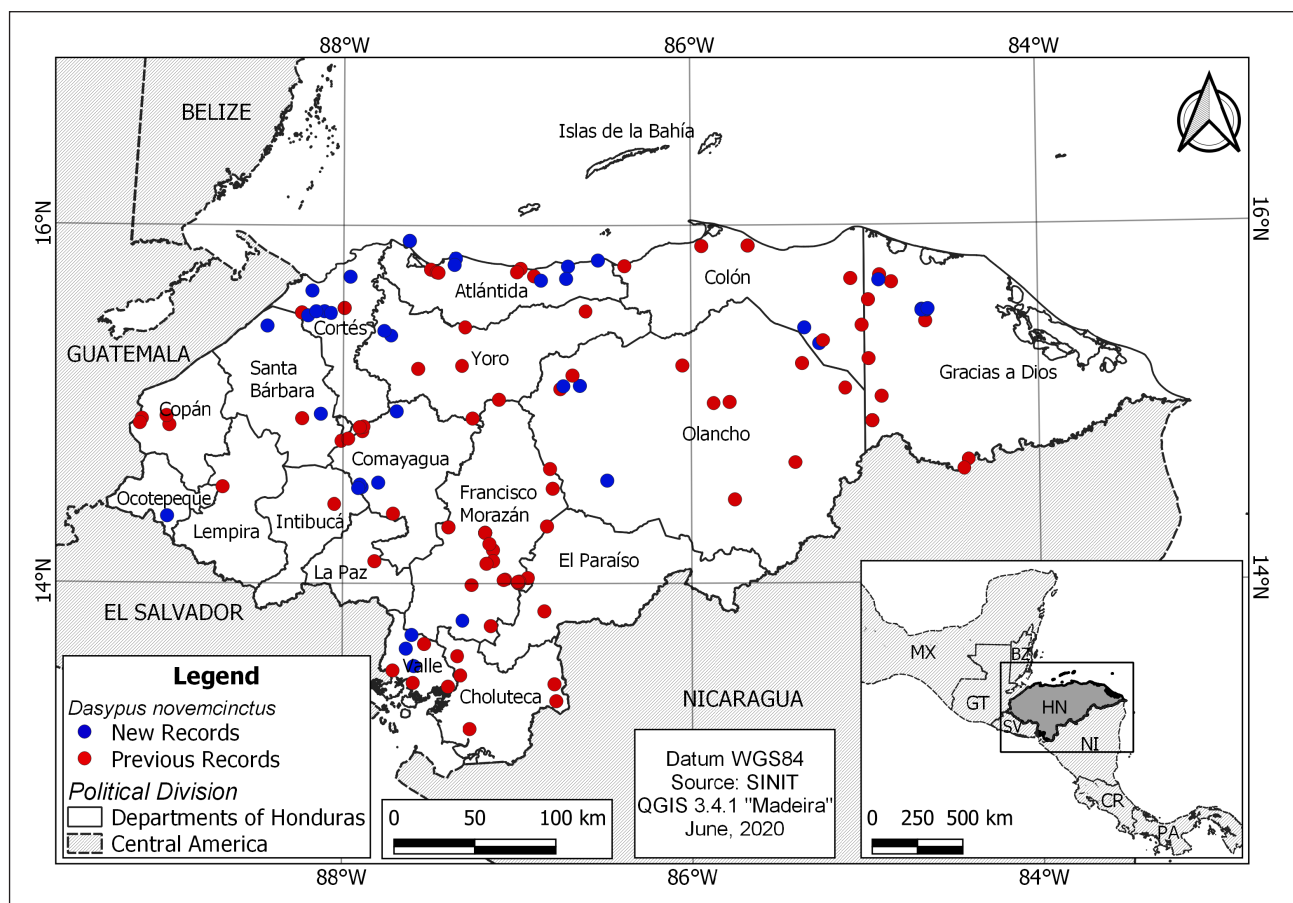 88°W
86°W
84°W
BELIZE
Islas de la Bahía
16°N
16°N
Colón
Atlántida
Cortés
GUATEMALA
Yoro
Santa
Bárbara
Gracias a Dios
Copán
Olancho
Comayagua
Ocotepeque
Francisco
Morazán
Intibucá
Lempira
El Paraíso
La Paz
14°N
14°N
EL SALVADOR
Valle
Choluteca
NICARAGUA
Legend
Dasypus novemcinctus
New Records
Previous Records
Political Division
Departments of Honduras
Central America
0 50 100 km
Datum WGS84
Source: SINIT
QGIS 3.4.1 "Madeira"
June, 2020
MX
BZ
GT
HN
SV
NI
CR
PA
0 250 500 km
88°W
86°W
84°W